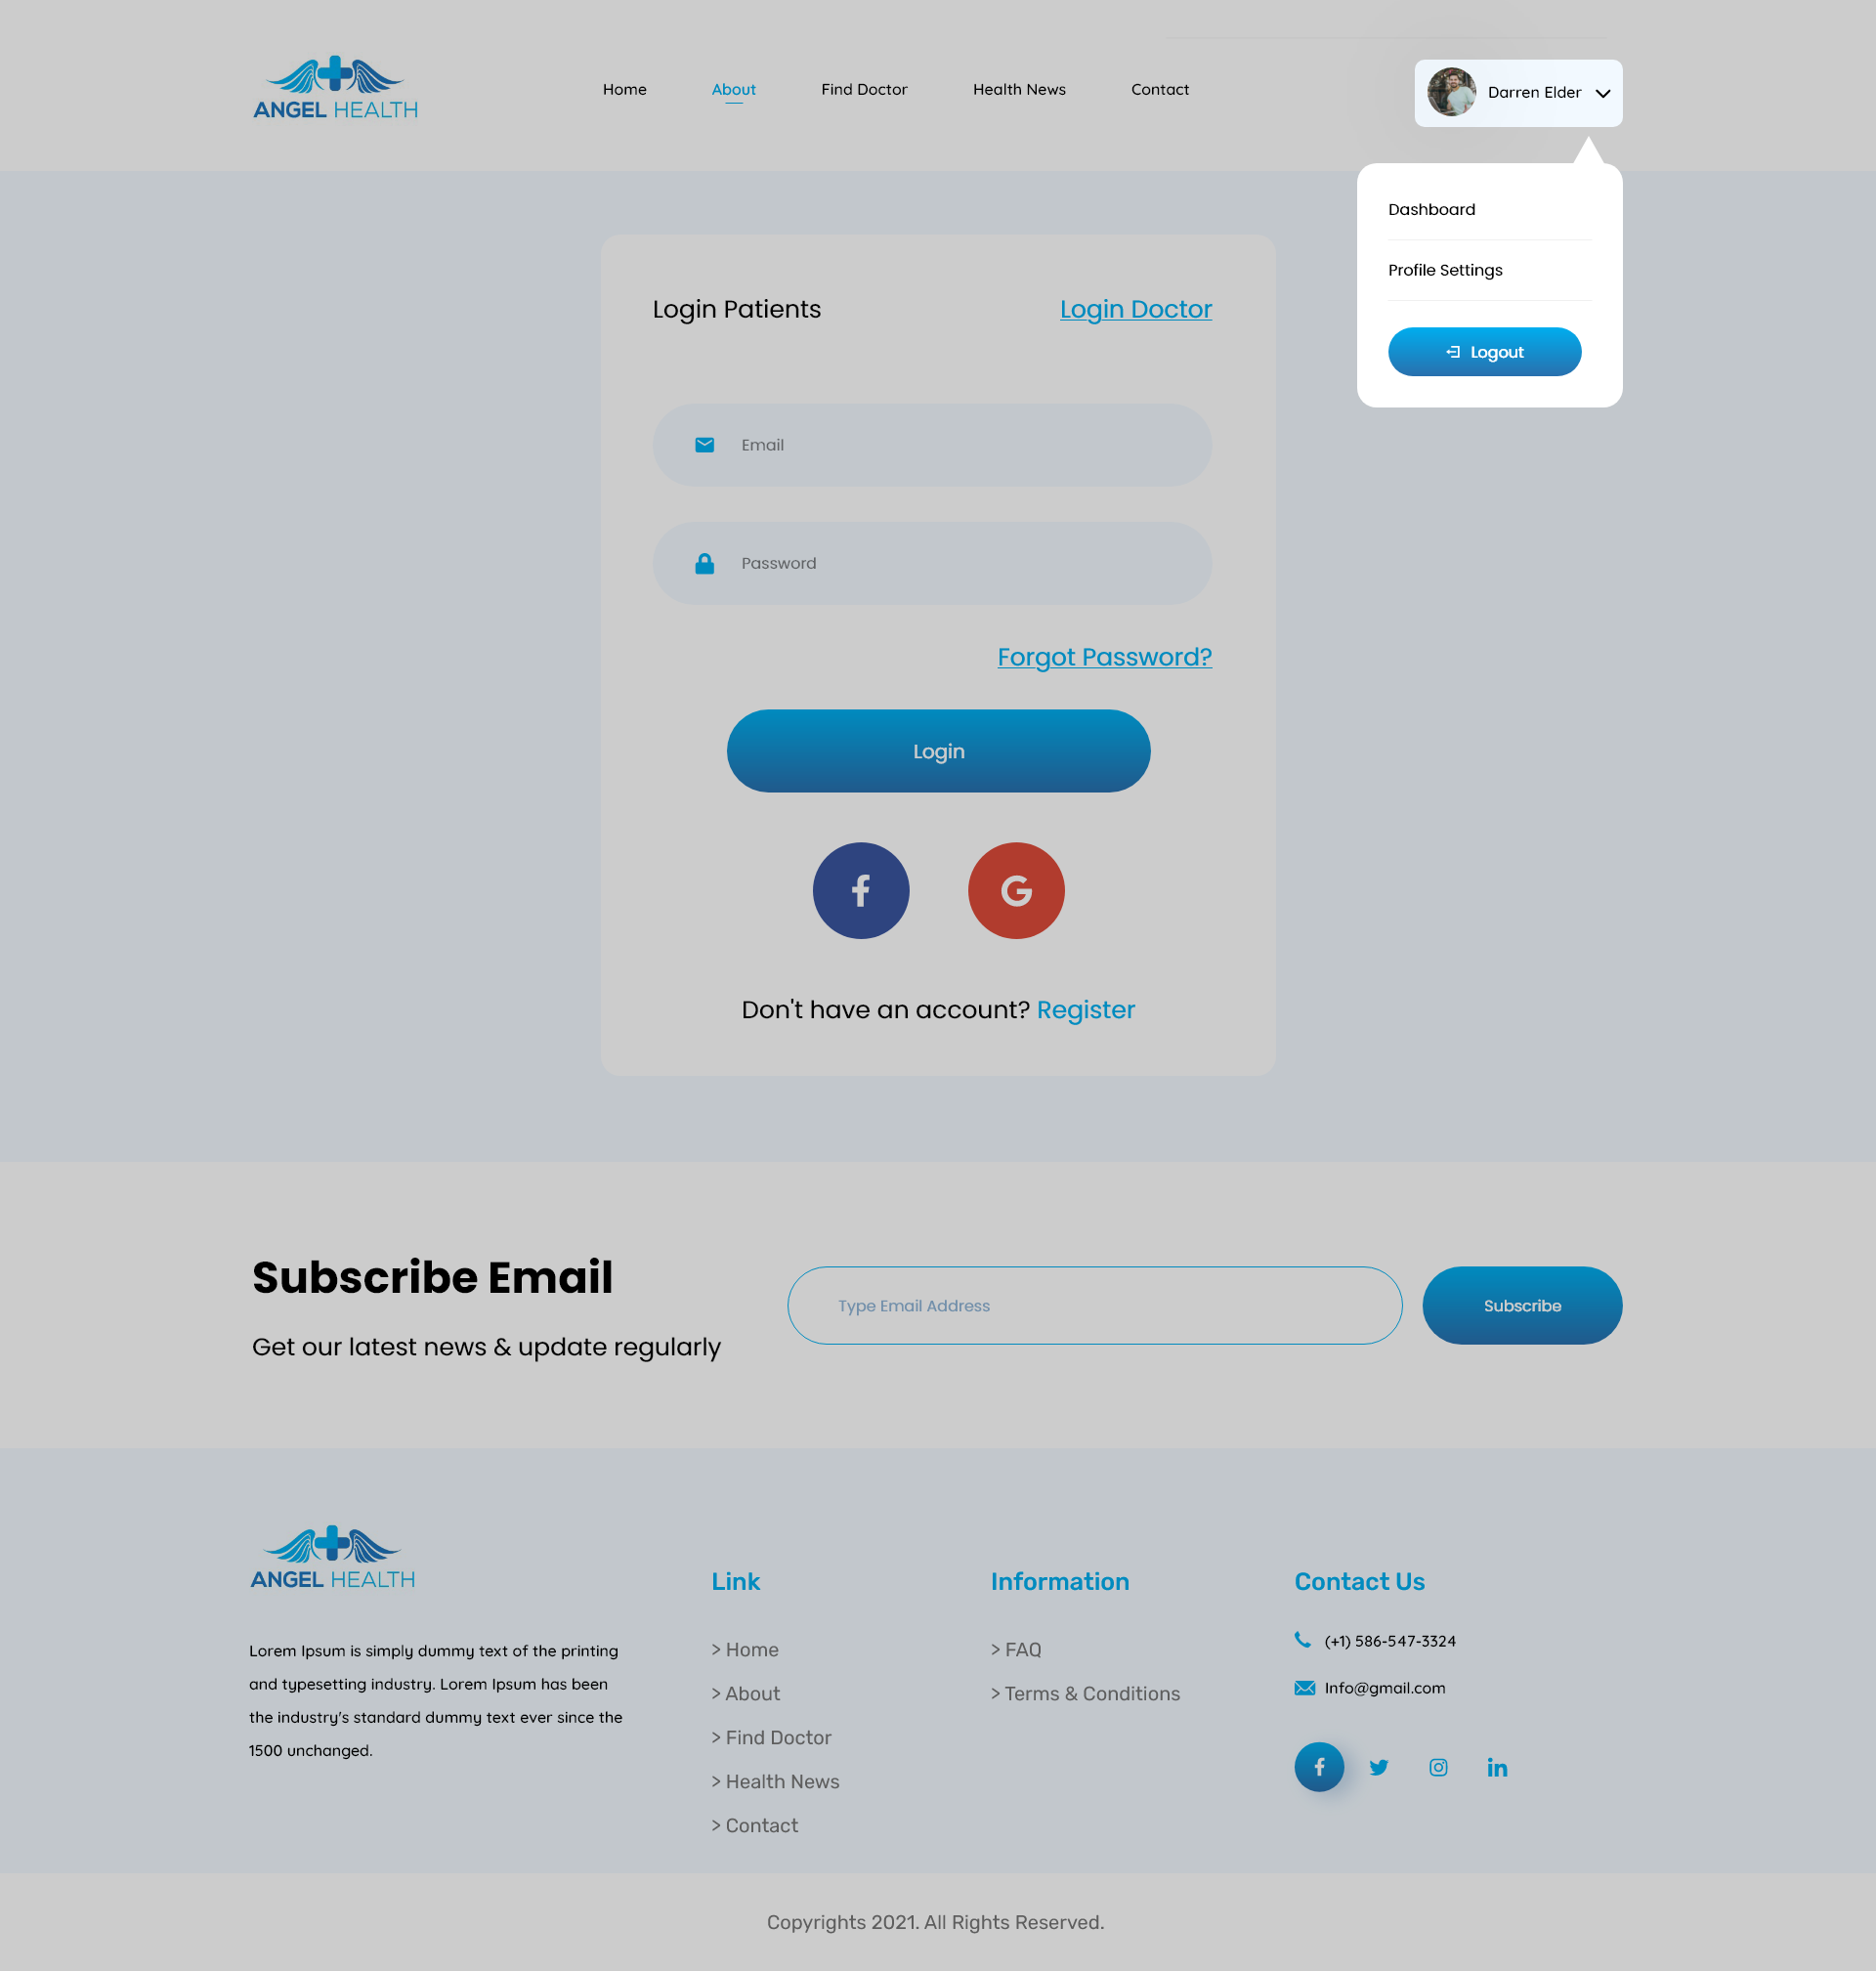 ANGEL HEALTH
Home About Find Doctor Health News Contact
Darren Elder
Dashboard
Profile Settings
Logout
Login Patients Login Doctor
Email
Password
Forgot Password?
Login
Don't have an account? Register
Subscribe Email
Get our latest news & update regularly
Type Email Address
Subscribe
ANGEL HEALTH
Lorem Ipsum is simply dummy text of the printing
and typesetting industry. Lorem Ipsum has been
the industry's standard dummy text ever since the
1500 unchanged.
Link
> Home
> About
> Find Doctor
> Health News
> Contact
Information
> FAQ
> Terms & Conditions
Contact Us
(+1) 586-547-3324
Info@gmail.com
Copyrights 2021. All Rights Reserved.